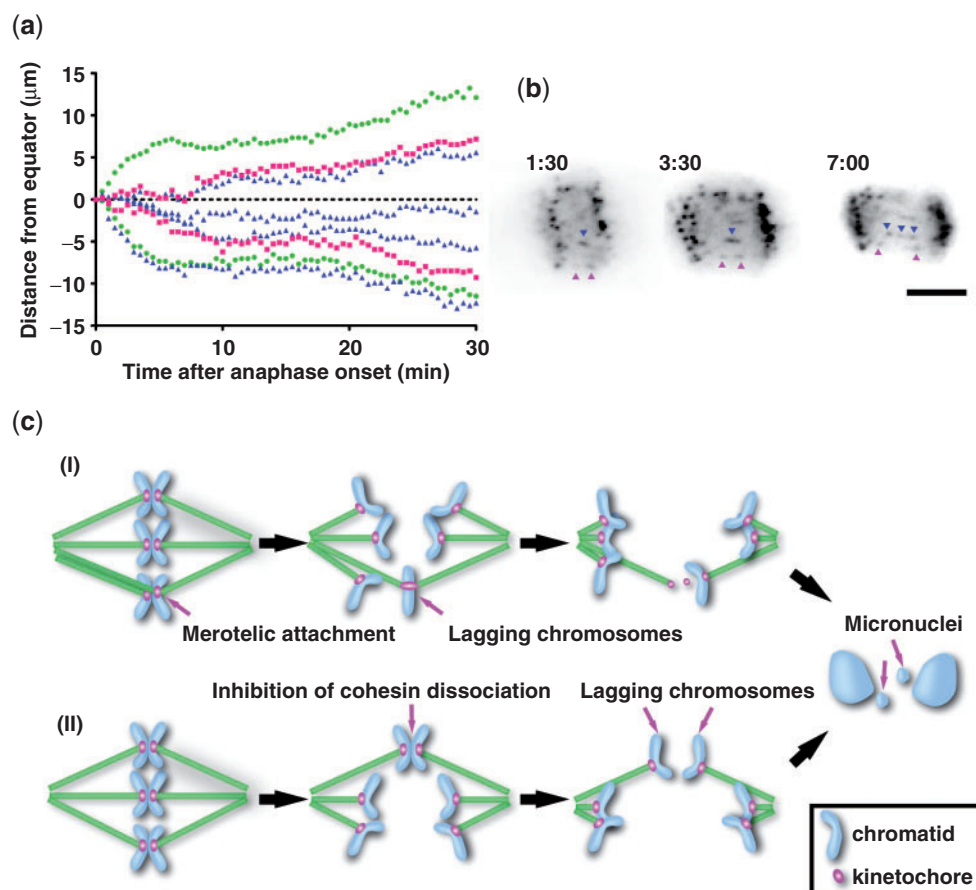 (a)
15
10
5
0
−5
−10
−15
Distance from equator (μm)
0
10
20
30
Time after anaphase onset (min)
(b)
1:30
3:30
7:00
(c)
(I)
Merotelic attachment
Lagging chromosomes
Micronuclei
Inhibition of cohesin dissociation
Lagging chromosomes
(II)
chromatid
kinetochore